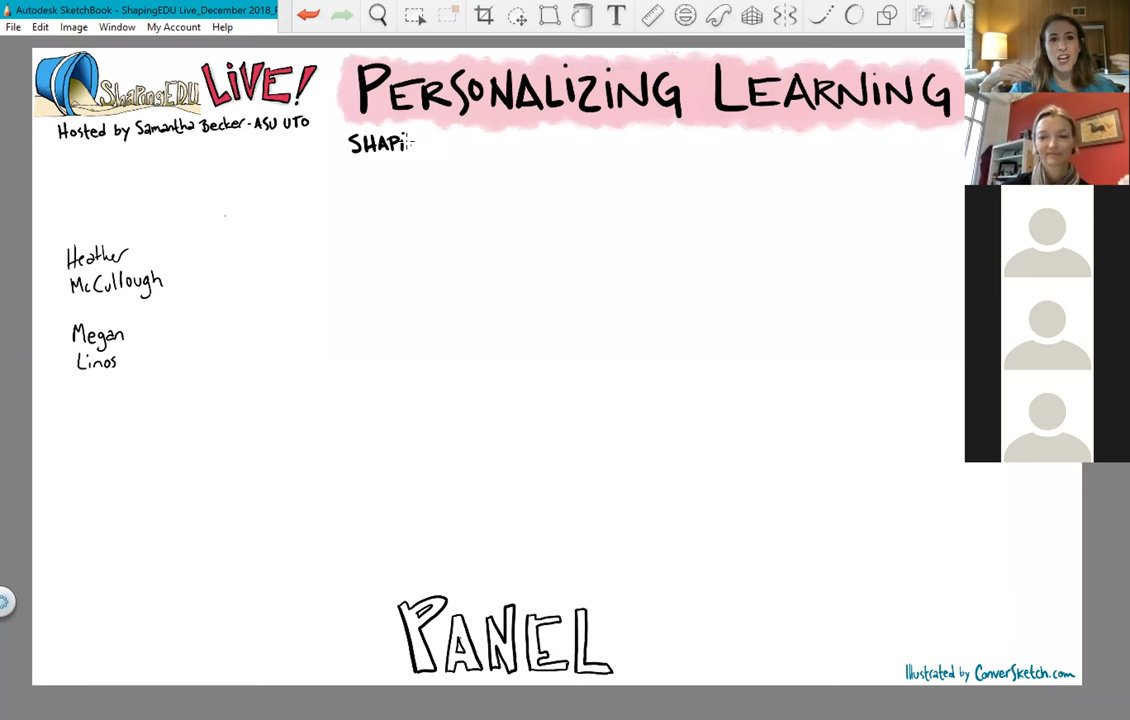 Autodesk SketchBook - ShapingEDU Live_December 2018_
File Edit Image Window My Account Help
T
ShapingEDU LiVE!
Hosted by Samantha Becker - ASU UTO
PERSONALIZING LEARNING
SHAPi
Heather
McCullough
Megan
Linos
PANEL
Illustrated by ConverSketch.com